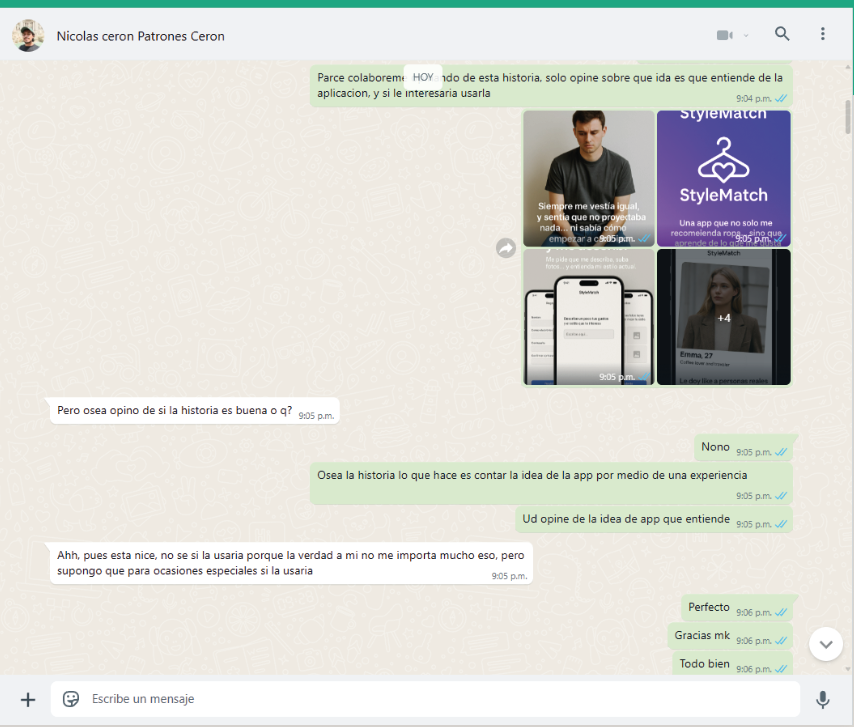 Nicolas ceron Patrones Ceron
HOY
Parce colaboreme ndo de esta historia, solo opine sobre que ida es que entiende de la
aplicacion, y si le interesaria usarla
9:04 p.m.
Siempre me vestía igual,
y sentía que no proyectaba
nada... ni sabía cómo
empezar a
9:05 p.m.
StyleMatch
StyleMatch
Una app que no solo me
recomienda ropa... sino que
aprende de lo que
9:05 p.m.
StyleMatch
9:05 p.m.
StyleMatch
+4
Emma, 27
Le doy like a personas reales
Pero osea opino de si la historia es buena o q?
9:05 p.m.
Nono
9:05 p.m.
Osea la historia lo que hace es contar la idea de la app por medio de una experiencia
9:05 p.m.
Ud opine de la idea de app que entiende
9:05 p.m.
Ahh, pues esta nice, no se si la usaria porque la verdad a mi no me importa mucho eso, pero
supongo que para ocasiones especiales si la usaria
9:05 p.m.
Perfecto
9:06 p.m.
Gracias mk
9:06 p.m.
Todo bien
9:06 p.m.
Escribe un mensaje